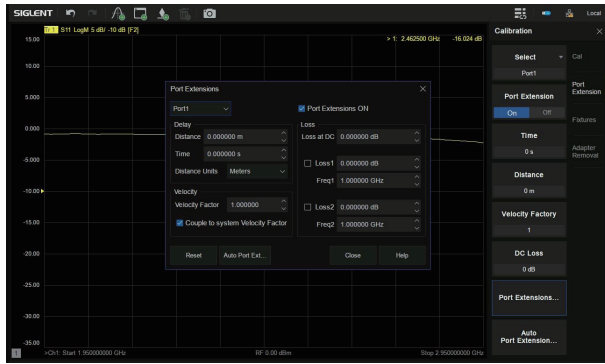 SIGLENT
Local
Tr 1 S11 LogM 5 dB/ -10 dB [F2]
> 1: 2.462500 GHz -16.024 dB
15.00
10.00
5.000
0.000
-5.000
-10.00
-15.00
-20.00
-25.00
-30.00
-35.00
Port Extensions
Port1
Port Extensions ON
Delay
Distance 0.000000 m
Time 0.000000 s
Distance Units Meters
Velocity
Velocity Factor 1.000000
Couple to system Velocity Factor
Loss
Loss at DC 0.000000 dB
Loss1 0.000000 dB
Freq1 1.000000 GHz
Loss2 0.000000 dB
Freq2 1.000000 GHz
Reset Auto Port Ext... Close Help
1 >Ch1: Start 1.950000000 GHz RF 0.00 dBm Stop 2.950000000 GHz
Calibration
Select
Port1
Port Extension
On Off
Time
0 s
Distance
0 m
Velocity Factory
1
DC Loss
0 dB
Port Extensions...
Auto
Port Extension...
Cal
Port
Extension
Fixtures
Adapter
Removal